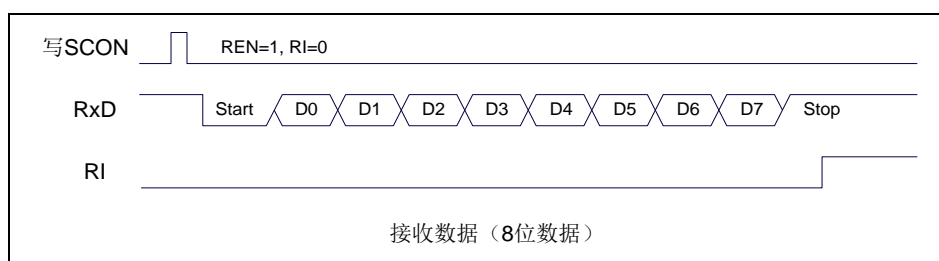 写SCON REN=1, RI=0
RxD Start D0 D1 D2 D3 D4 D5 D6 D7 Stop
RI
接收数据（8位数据）